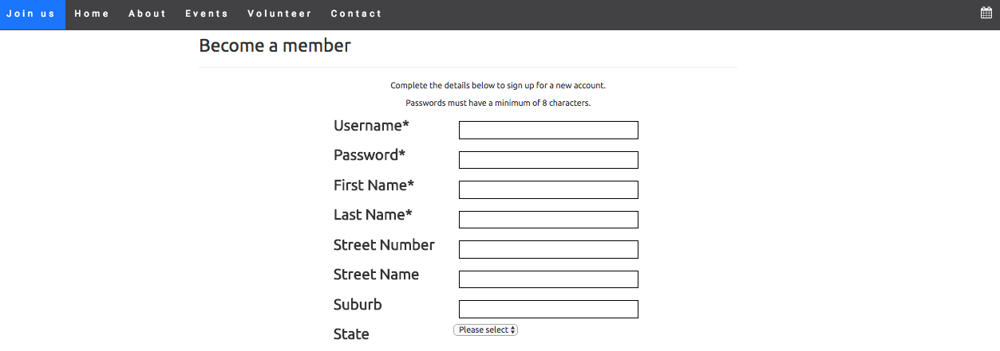 Join us Home About Events Volunteer Contact
Become a member
Complete the details below to sign up for a new account.
Passwords must have a minimum of 8 characters.
Username*
Password*
First Name*
Last Name*
Street Number
Street Name
Suburb
State Please select